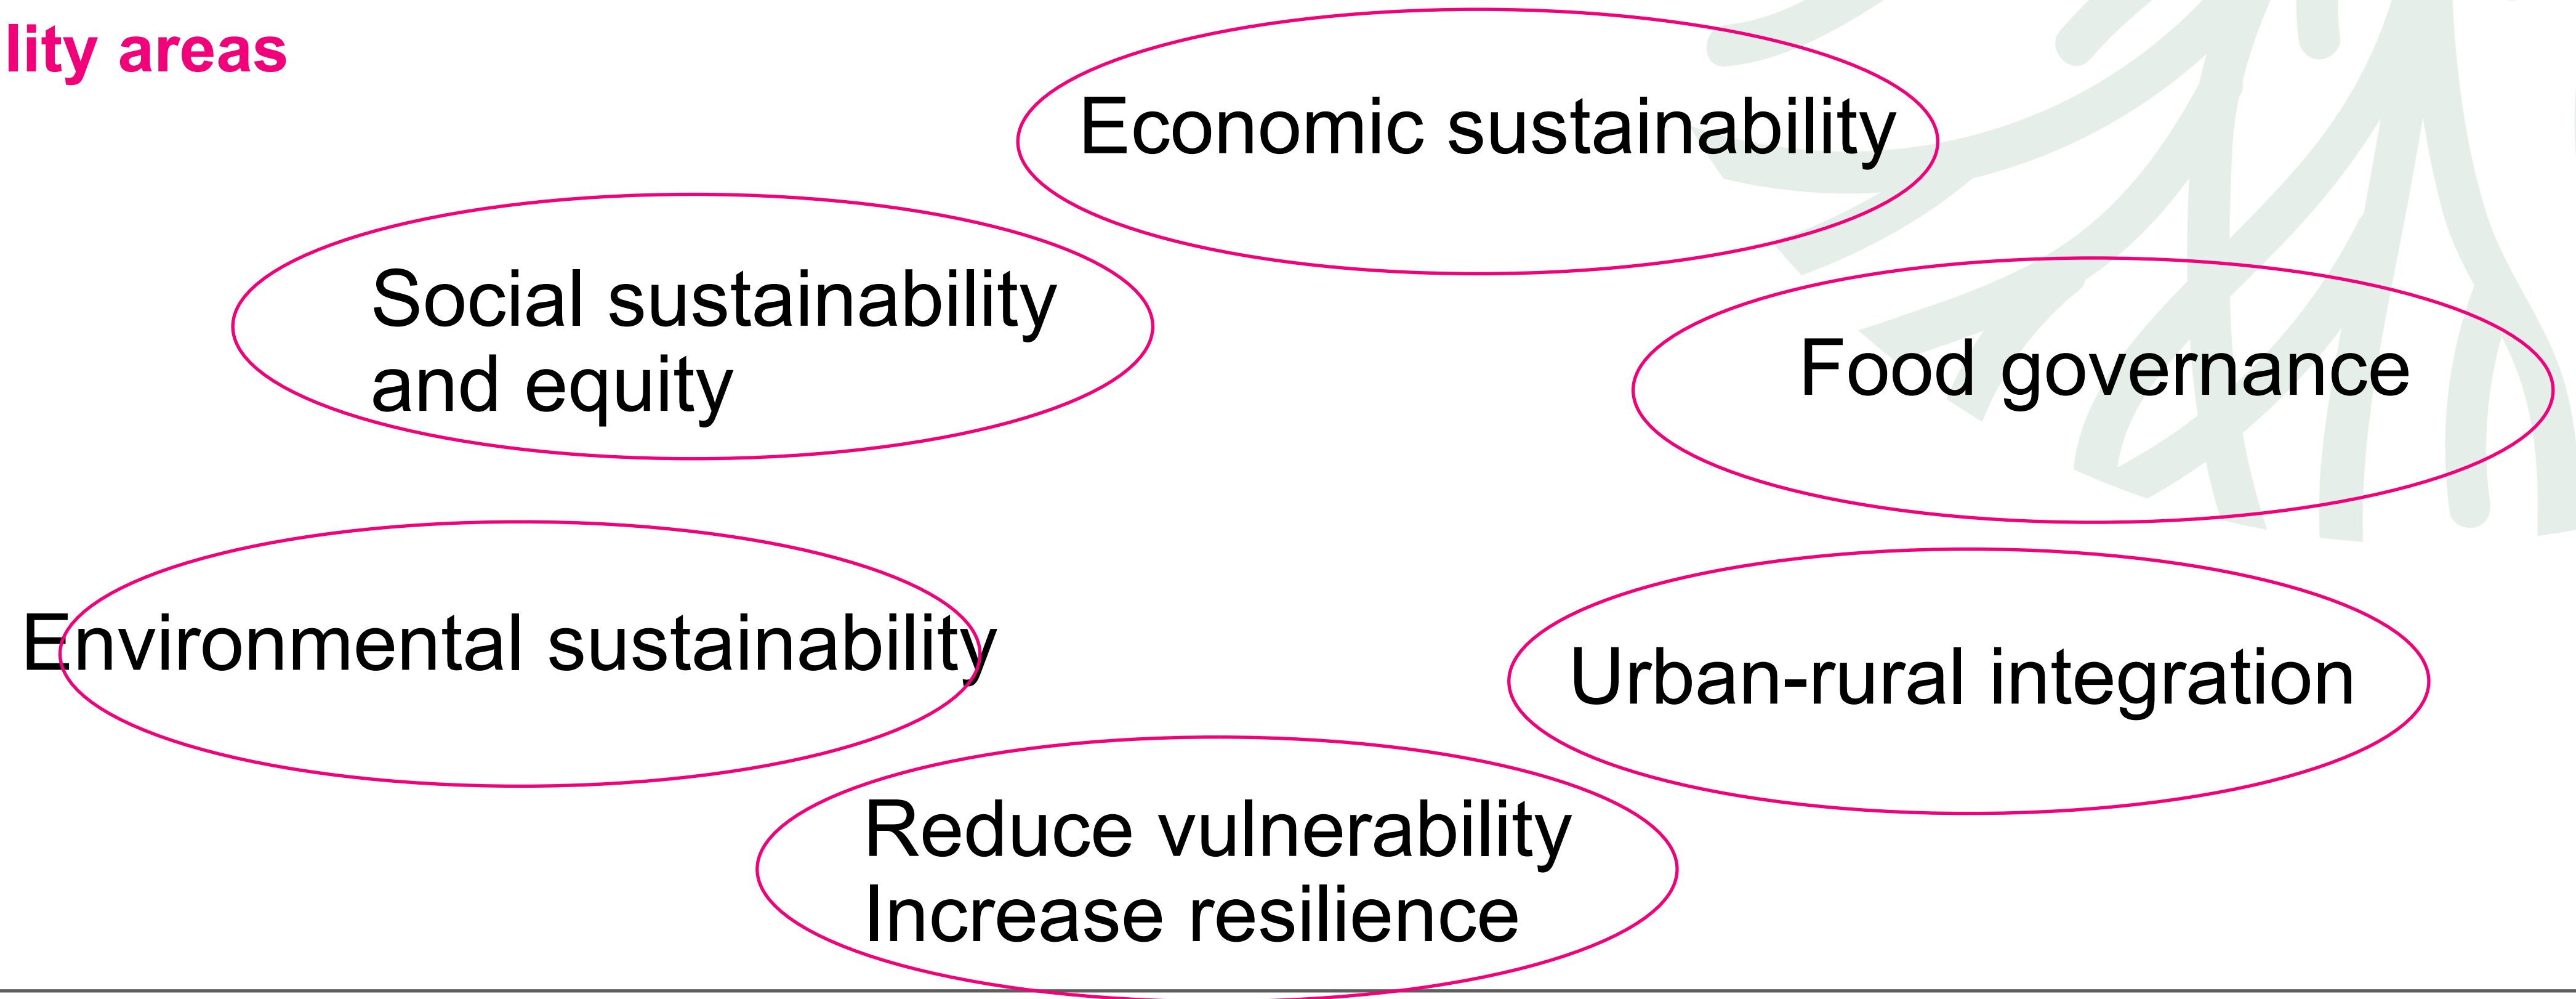 lity areas
Economic sustainability
Social sustainability
and equity
Food governance
Environmental sustainability
Urban-rural integration
Reduce vulnerability
Increase resilience